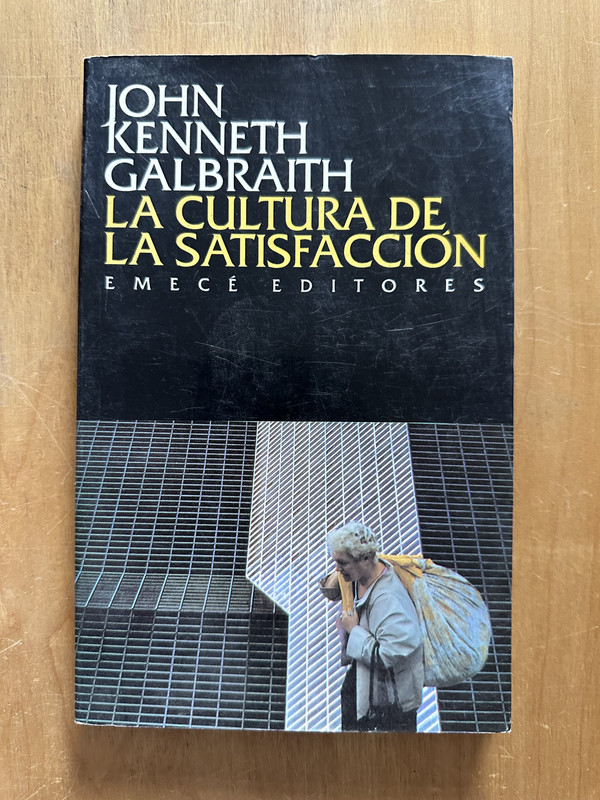 JOHN
KENNETH
GALBRAITH
LA CULTURA DE
LA SATISFACCIÓN
EMECÉ EDITORES